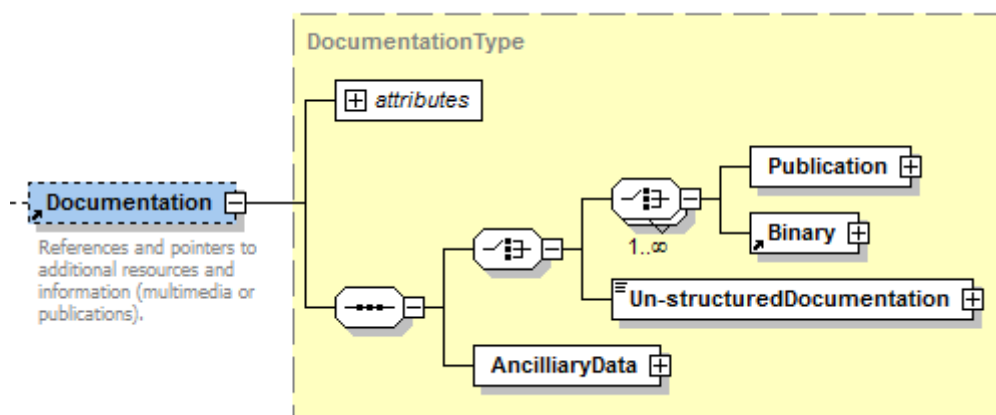 DocumentationType
attributes
Documentation
References and pointers to
additional resources and
information (multimedia or
publications).
Publication
Binary
1..∞
Un-structuredDocumentation
AncilliaryData